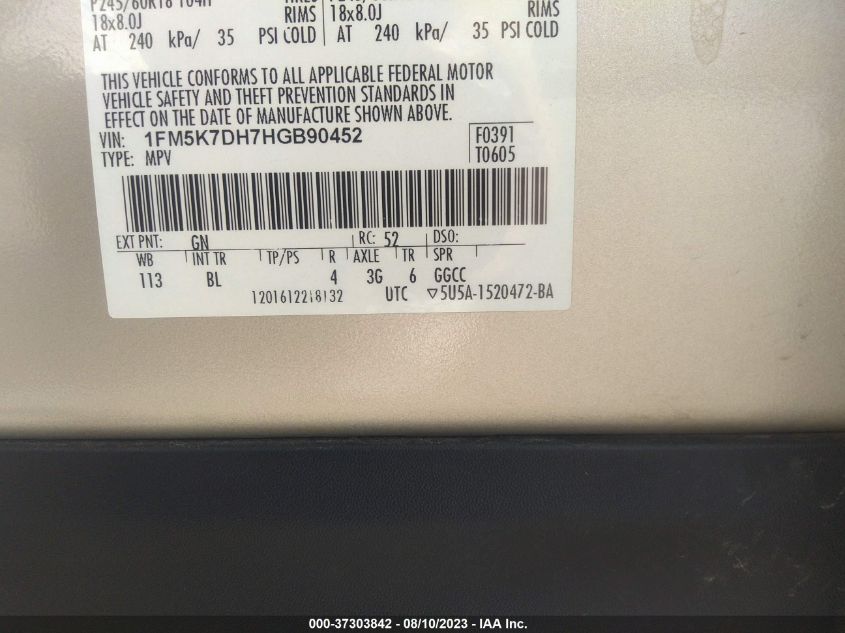 P245/60R18 104H
18x8.0J RIMS 18x8.0J RIMS
AT 240 kPa/ 35 PSI COLD AT 240 kPa/ 35 PSI COLD
THIS VEHICLE CONFORMS TO ALL APPLICABLE FEDERAL MOTOR
VEHICLE SAFETY AND THEFT PREVENTION STANDARDS IN
EFFECT ON THE DATE OF MANUFACTURE SHOWN ABOVE.
VIN: 1FM5K7DH7HGB90452 F0391
TYPE: MPV T0605
EXT PNT: GN RC: 52 DSO:
WB INT TR TP/PS R AXLE TR SPR
113 BL 4 3G 6 GGCC
1201612218132 UTC ▽5U5A-1520472-BA
000-37303842 - 08/10/2023 - IAA Inc.